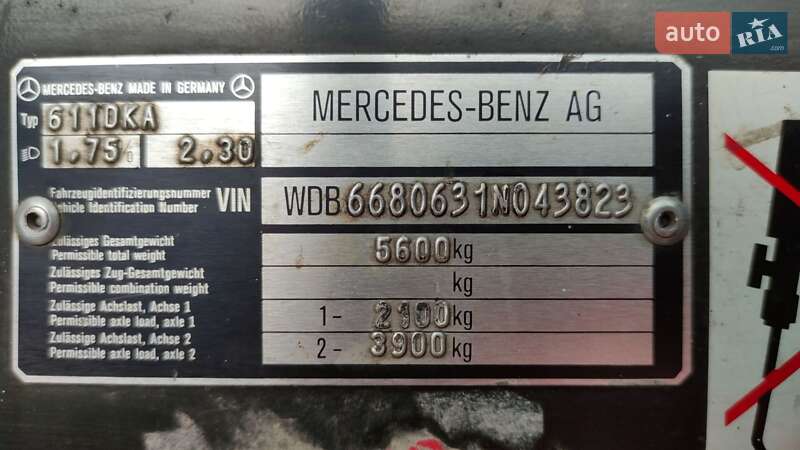 auto RIA
MERCEDES-BENZ MADE IN GERMANY
MERCEDES-BENZ AG
Typ 611DKA
1.75% 2.30
Fahrzeugidentifizierungsnummer
Vehicle Identification Number VIN WDB6680631N043823
Zulässiges Gesamtgewicht
Permissible total weight 5600kg
Zulässiges Zug-Gesamtgewicht
Permissible combination weight kg
Zulässige Achslast, Achse 1
Permissible axle load, axle 1 1- 2100kg
Zulässige Achslast, Achse 2
Permissible axle load, axle 2 2- 3900kg